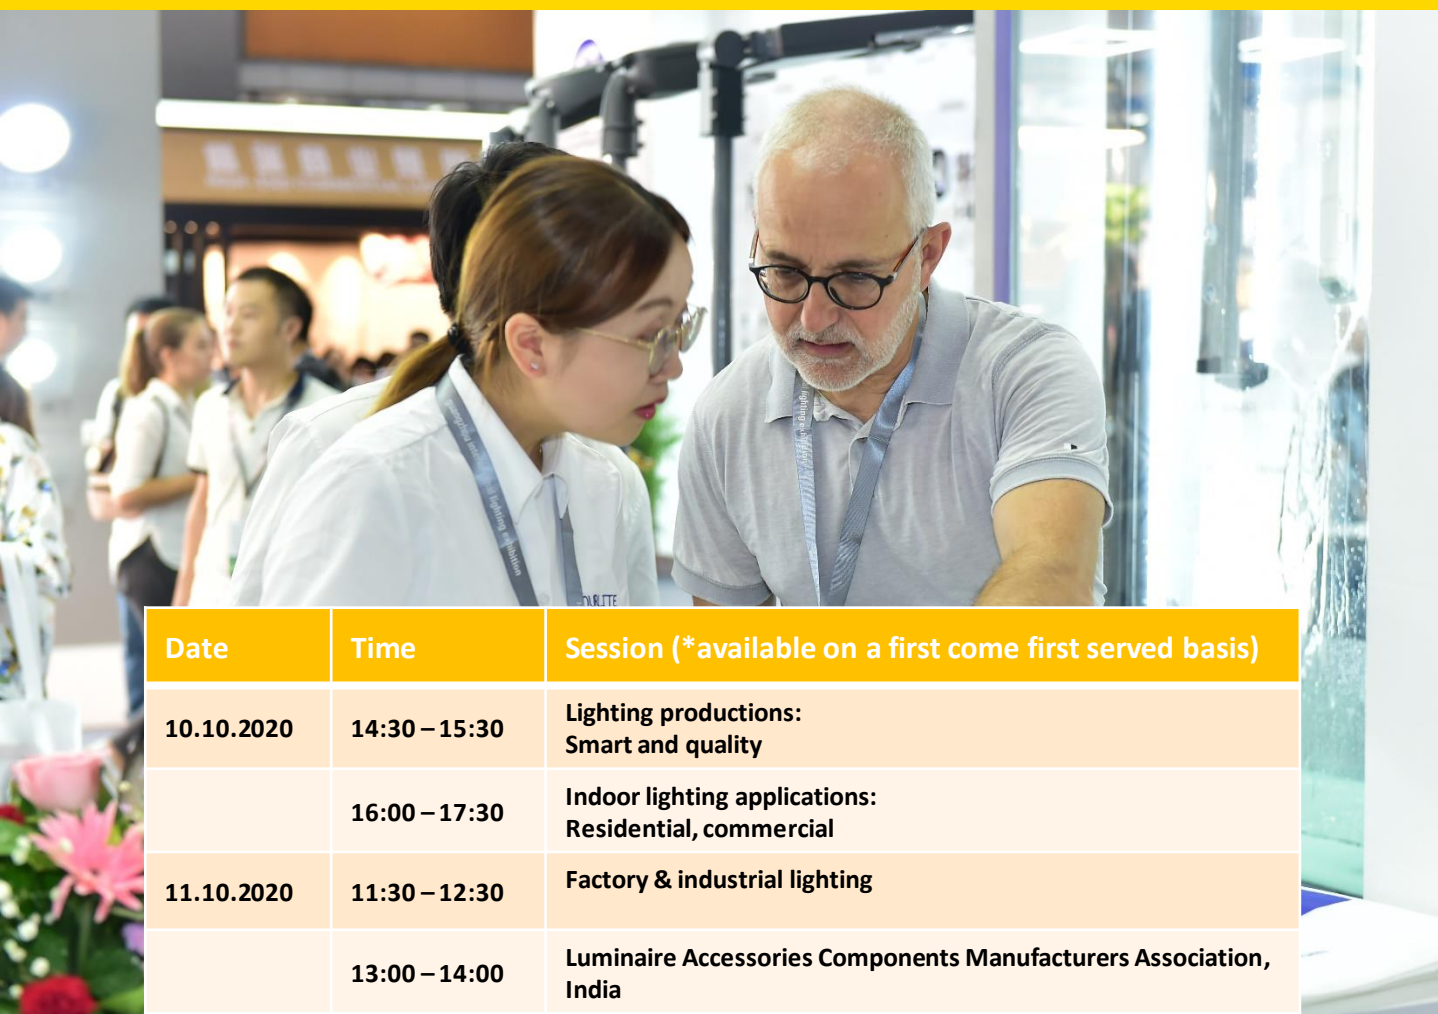 lighting exhibition
Date Time Session (*available on a first come first served basis)
10.10.2020 14:30 – 15:30 Lighting productions:
Smart and quality
16:00 – 17:30 Indoor lighting applications:
Residential, commercial
11.10.2020 11:30 – 12:30 Factory & industrial lighting
13:00 – 14:00 Luminaire Accessories Components Manufacturers Association,
India